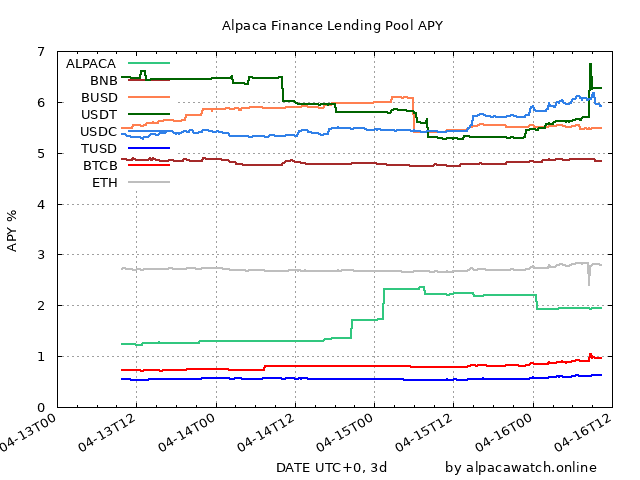 Alpaca Finance Lending Pool APY
7
6
5
4
3
2
1
0
APY %
ALPACA
BNB
BUSD
USDT
USDC
TUSD
BTCB
ETH
04-13T00
04-13T12
04-14T00
04-14T12
04-15T00
04-15T12
04-16T00
04-16T12
DATE UTC+0, 3d
by alpacawatch.online